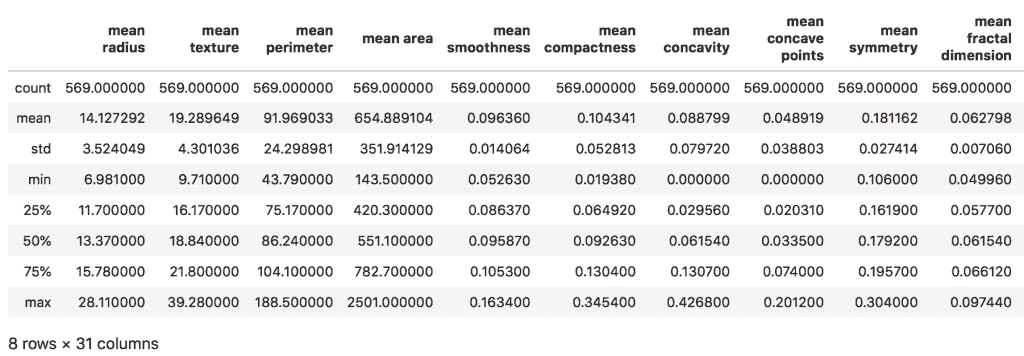 mean radius mean texture mean perimeter mean area mean smoothness mean compactness mean concavity mean concave points mean symmetry mean fractal dimension
count 569.000000 569.000000 569.000000 569.000000 569.000000 569.000000 569.000000 569.000000 569.000000 569.000000
mean 14.127292 19.289649 91.969033 654.889104 0.096360 0.104341 0.088799 0.048919 0.181162 0.062798
std 3.524049 4.301036 24.298981 351.914129 0.014064 0.052813 0.079720 0.038803 0.027414 0.007060
min 6.981000 9.710000 43.790000 143.500000 0.052630 0.019380 0.000000 0.000000 0.106000 0.049960
25% 11.700000 16.170000 75.170000 420.300000 0.086370 0.064920 0.029560 0.020310 0.161900 0.057700
50% 13.370000 18.840000 86.240000 551.100000 0.095870 0.092630 0.061540 0.033500 0.179200 0.061540
75% 15.780000 21.800000 104.100000 782.700000 0.105300 0.130400 0.130700 0.074000 0.195700 0.066120
max 28.110000 39.280000 188.500000 2501.000000 0.163400 0.345400 0.426800 0.201200 0.304000 0.097440
8 rows × 31 columns